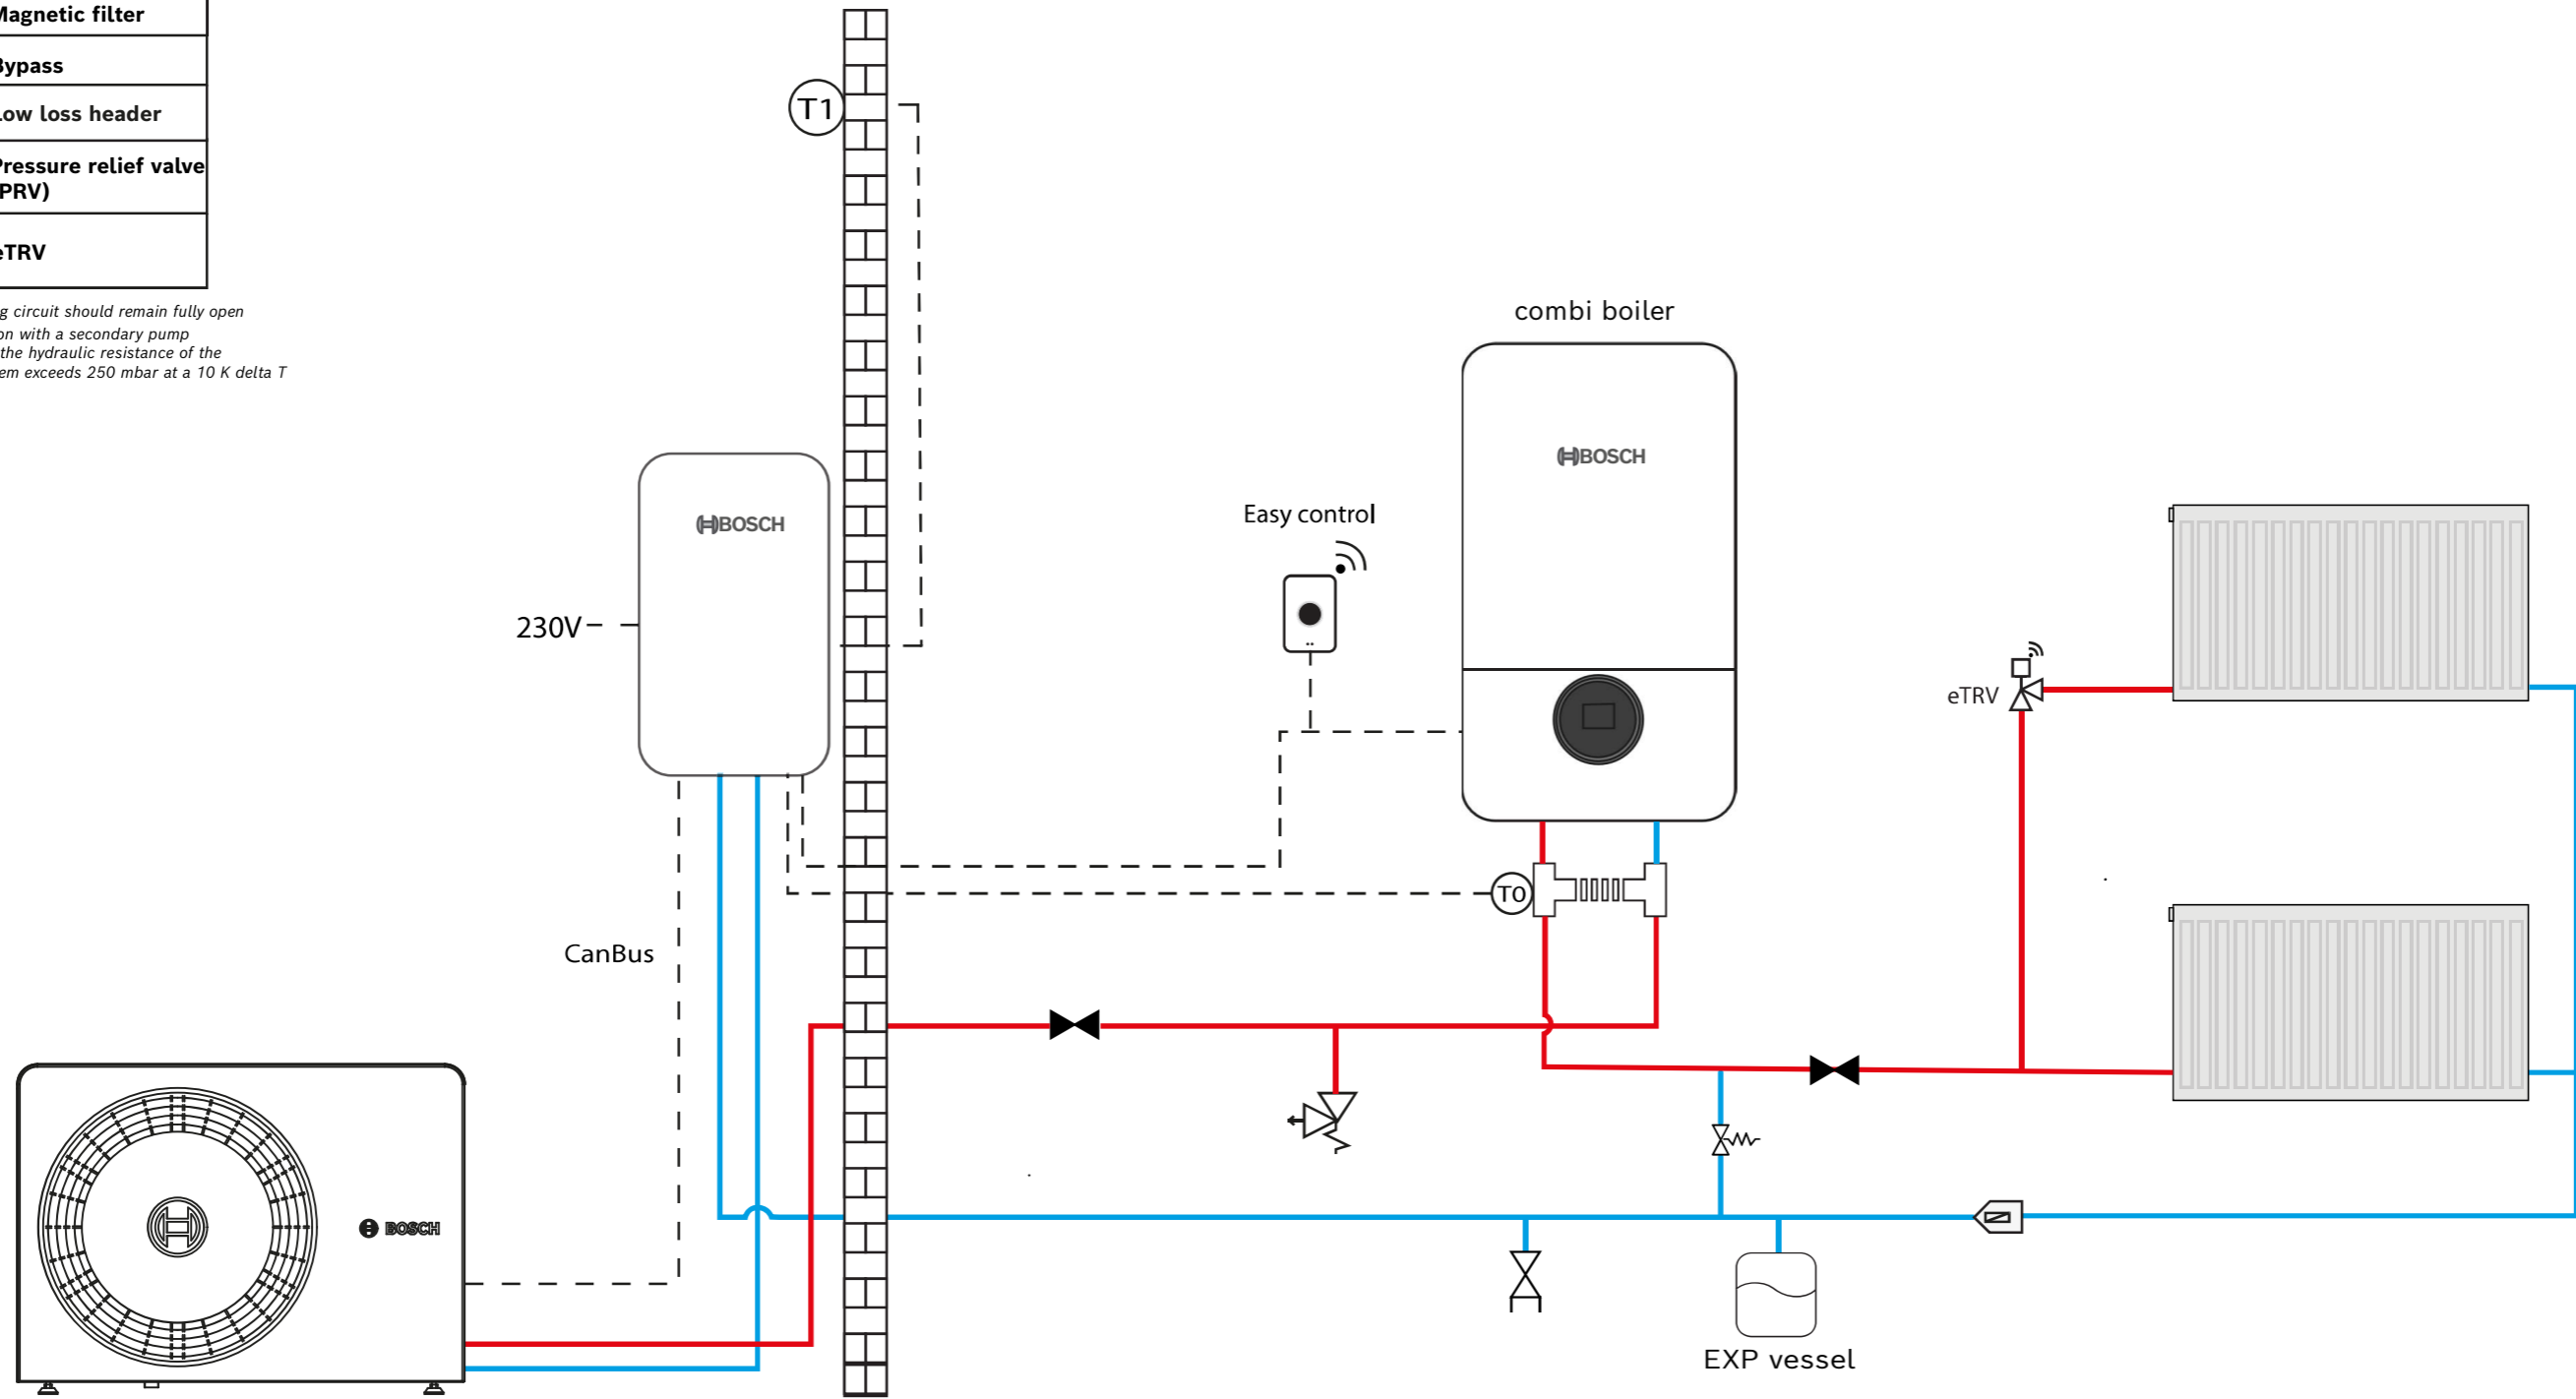 Magnetic filter
Bypass
Low loss header
Pressure relief valve
PRV)
eTRV
g circuit should remain fully open
on with a secondary pump
the hydraulic resistance of the
em exceeds 250 mbar at a 10 K delta T
T1
combi boiler
BOSCH
Easy control
BOSCH
230V
eTRV
T0
CanBus
BOSCH
EXP vessel